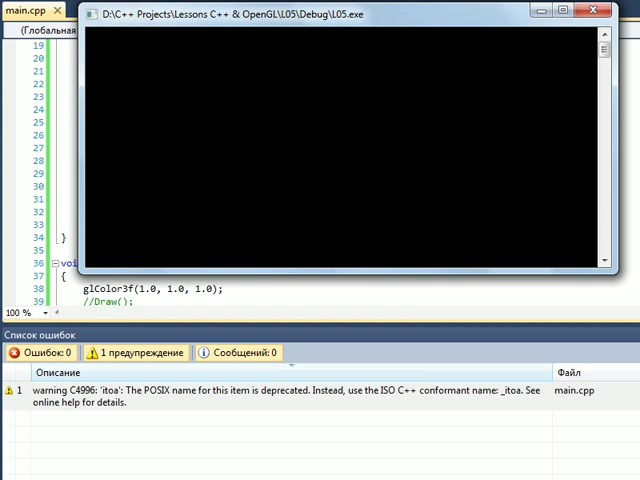 main.cpp
D:\C++ Projects\Lessons C++ & OpenGL\L05\Debug\L05.exe
(Глобальная
19
20
21
22
23
24
25
26
27
28
29
30
31
32
33
34 }
35
36 voi
37 {
38 glColor3f(1.0, 1.0, 1.0);
39 //Draw();
100 %
Список ошибок
Ошибок: 0 1 предупреждение Сообщений: 0
Описание Файл
1 warning C4996: 'itoa': The POSIX name for this item is deprecated. Instead, use the ISO C++ conformant name: _itoa. See main.cpp
online help for details.